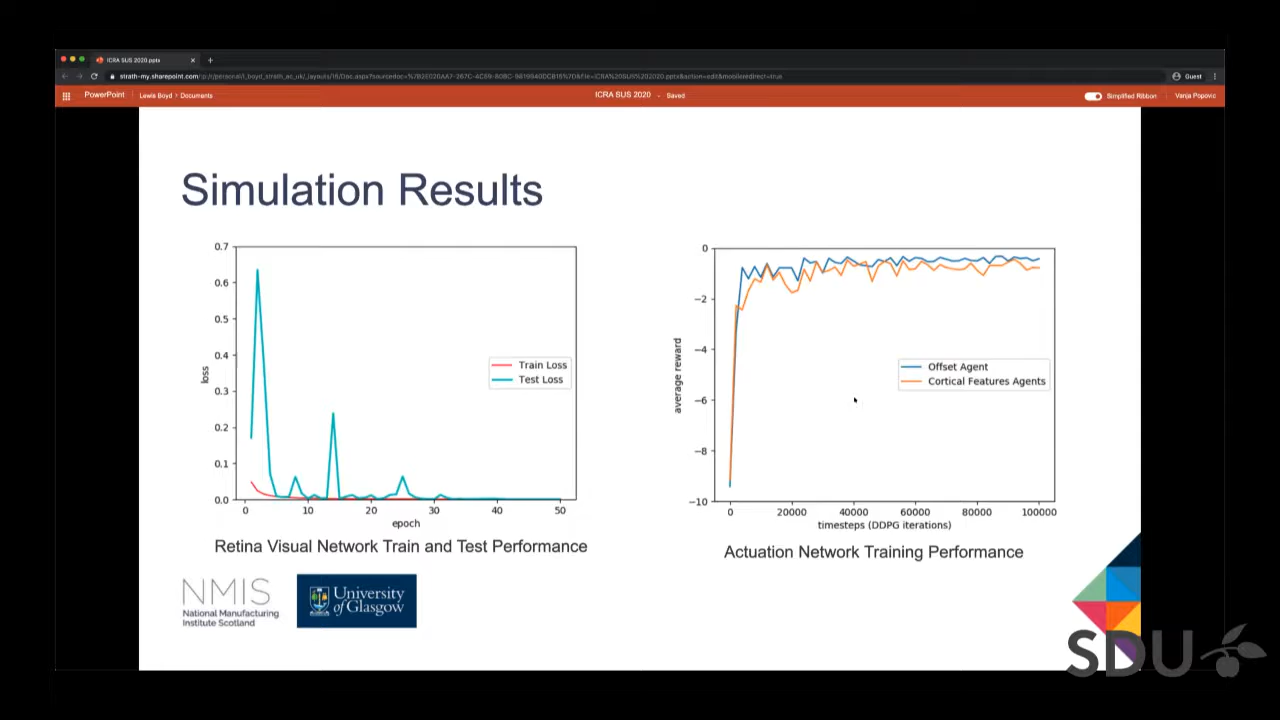 ICRA SUS 2020.pptx
Guest
PowerPoint
Lewis Boyd > Documents
ICRA SUS 2020 - Saved
Simplified Ribbon
Vanja Popovic
Simulation Results
0.7
0.6
0.5
0.4
0.3
0.2
0.1
0.0
loss
Train Loss
Test Loss
0 10 20 30 40 50
epoch
Retina Visual Network Train and Test Performance
0
−2
−4
−6
−8
−10
average reward
Offset Agent
Cortical Features Agents
0 20000 40000 60000 80000 100000
timesteps (DDPG iterations)
Actuation Network Training Performance
NMIS
National Manufacturing
Institute Scotland
University
of Glasgow
SDU